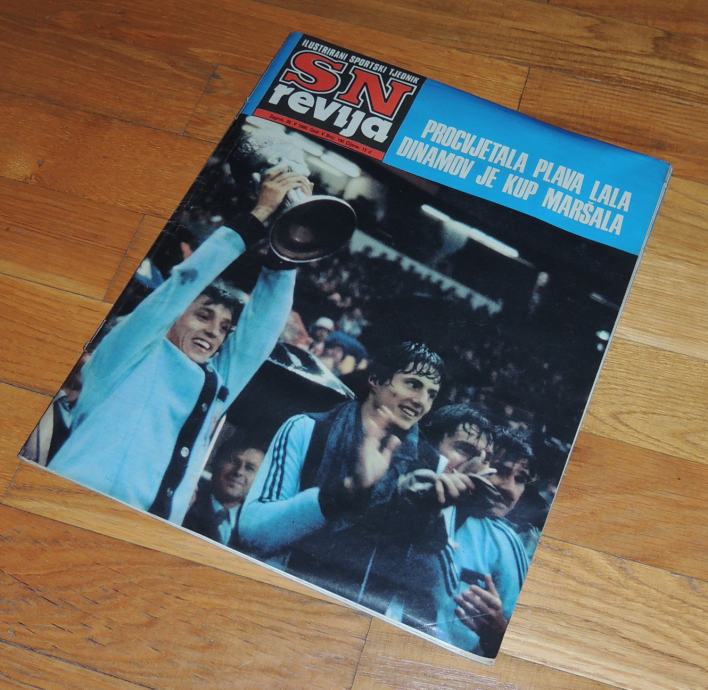 ILUSTRIRANI SPORTSKI TJEDNIK
SN
revija
PROCVJETALA PLAVA LALA
DINAMOV JE KUP MARŠALA